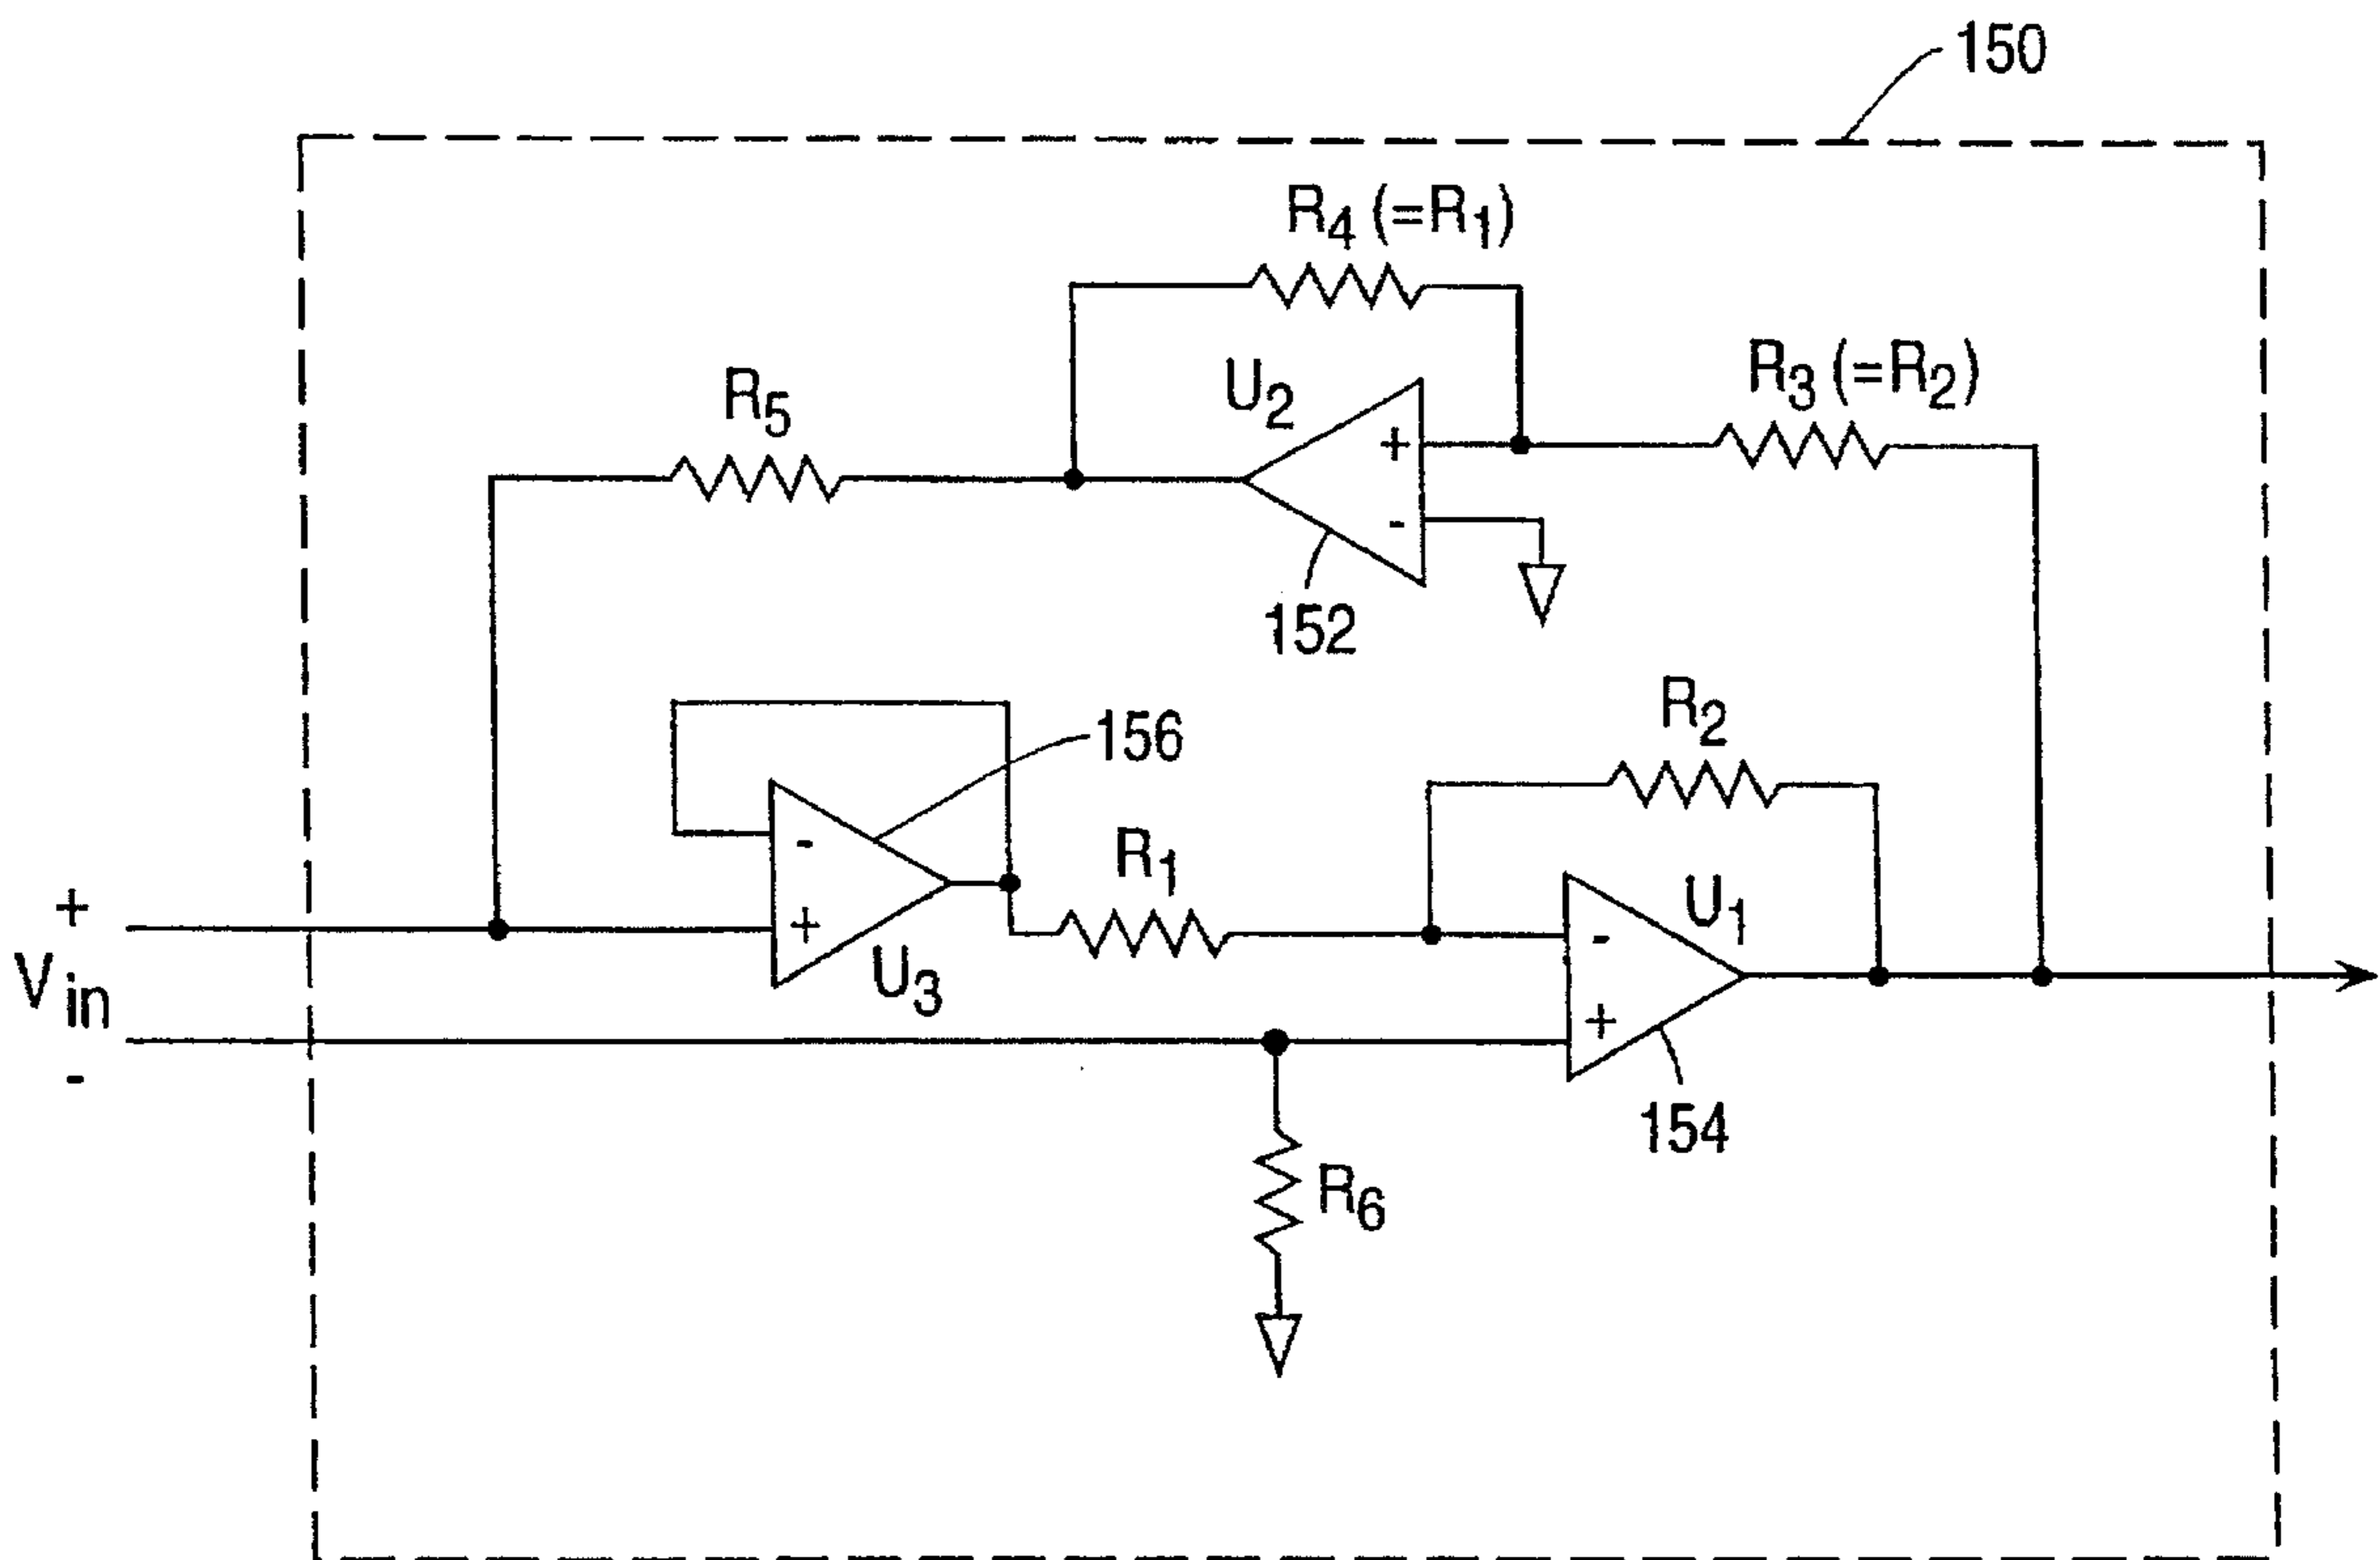 150
R4 (=R1)
R5
U2
R3 (=R2)
+
-
152
R2
156
-
R1
U1
+
+
-
Vin
U3
+
-
154
R6